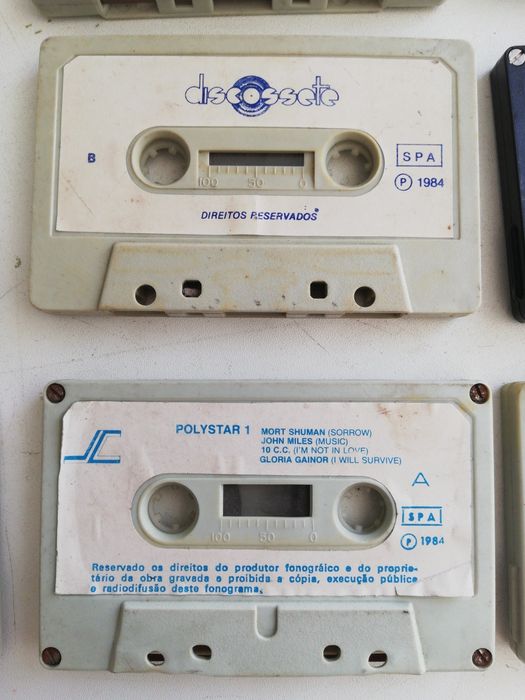 discossete
B
100 50 0
SPA
Ⓟ 1984
DIREITOS RESERVADOS
POLYSTAR 1
MORT SHUMAN (SORROW)
JOHN MILES (MUSIC)
10 C.C. (I'M NOT IN LOVE)
GLORIA GAINOR (I WILL SURVIVE)
A
100 50 0
SPA
Ⓟ 1984
Reservado os direitos do produtor fonográico e do proprie-
tário da obra gravada e proibida a cópia, execução pública
e radiodifusão deste fonograma.